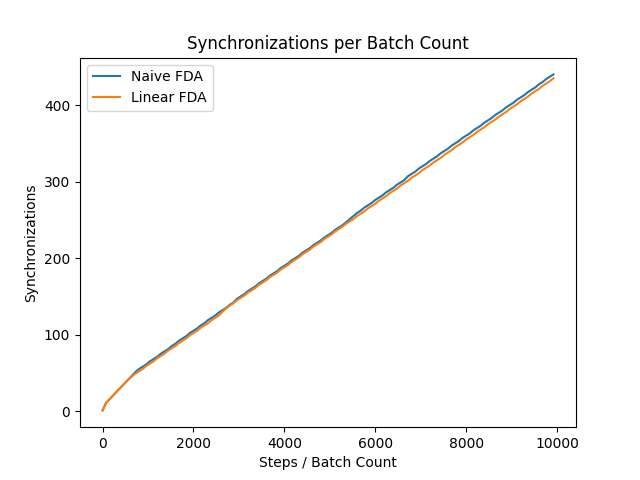 Synchronizations per Batch Count
Naive FDA
Linear FDA
Synchronizations
400
300
200
100
0
0 2000 4000 6000 8000 10000
Steps / Batch Count